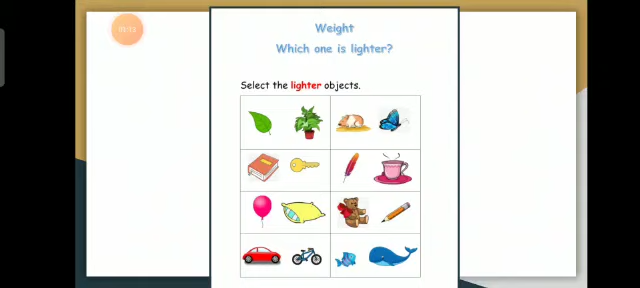 Weight
Which one is lighter?
Select the lighter objects.